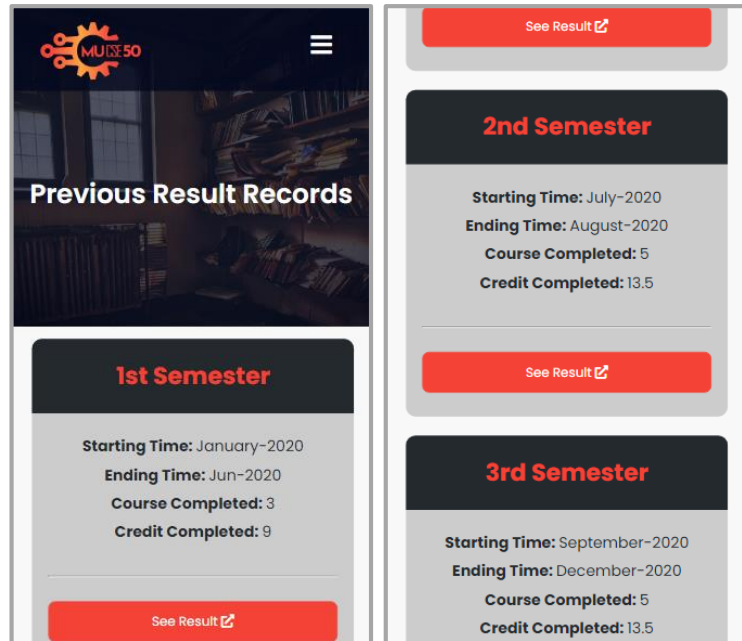 MU CSE 50
Previous Result Records
1st Semester
Starting Time: January-2020
Ending Time: Jun-2020
Course Completed: 3
Credit Completed: 9
See Result
See Result
2nd Semester
Starting Time: July-2020
Ending Time: August-2020
Course Completed: 5
Credit Completed: 13.5
See Result
3rd Semester
Starting Time: September-2020
Ending Time: December-2020
Course Completed: 5
Credit Completed: 13.5